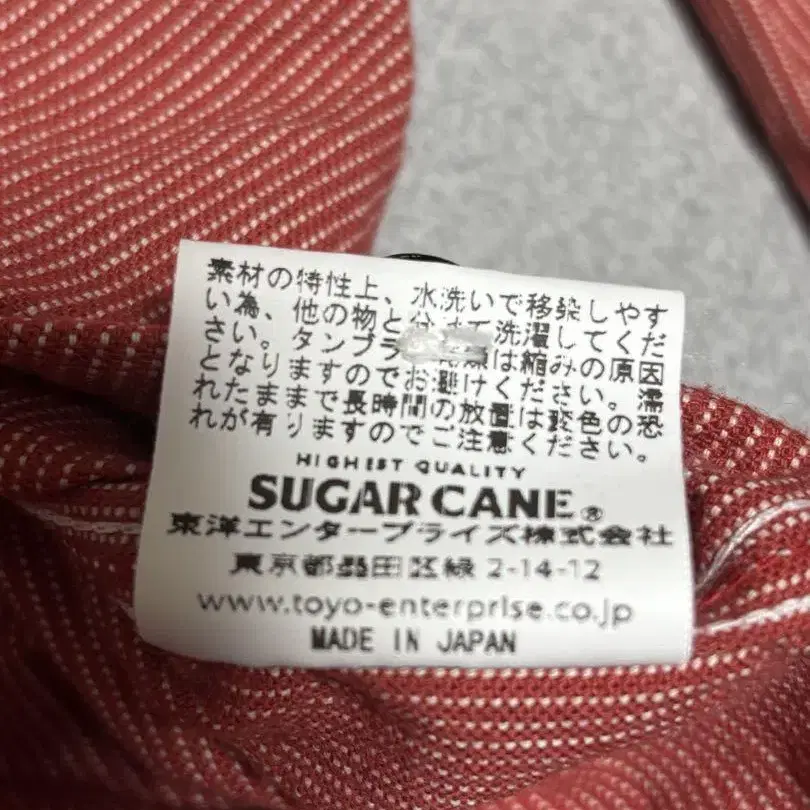 素材の特性上、水洗いで移染しやす
い為、他の物と分けて洗濯してくだ
さい。タンブラー乾燥は縮みの原因
となりますのでお避けください。濡
れたままで長時間の放置は変色の恐
れが有りますのでご注意ください。
HIGHEST QUALITY
SUGAR CANE®
東洋エンタープライズ株式会社
東京都墨田区緑 2-14-12
www.toyo-enterprise.co.jp
MADE IN JAPAN